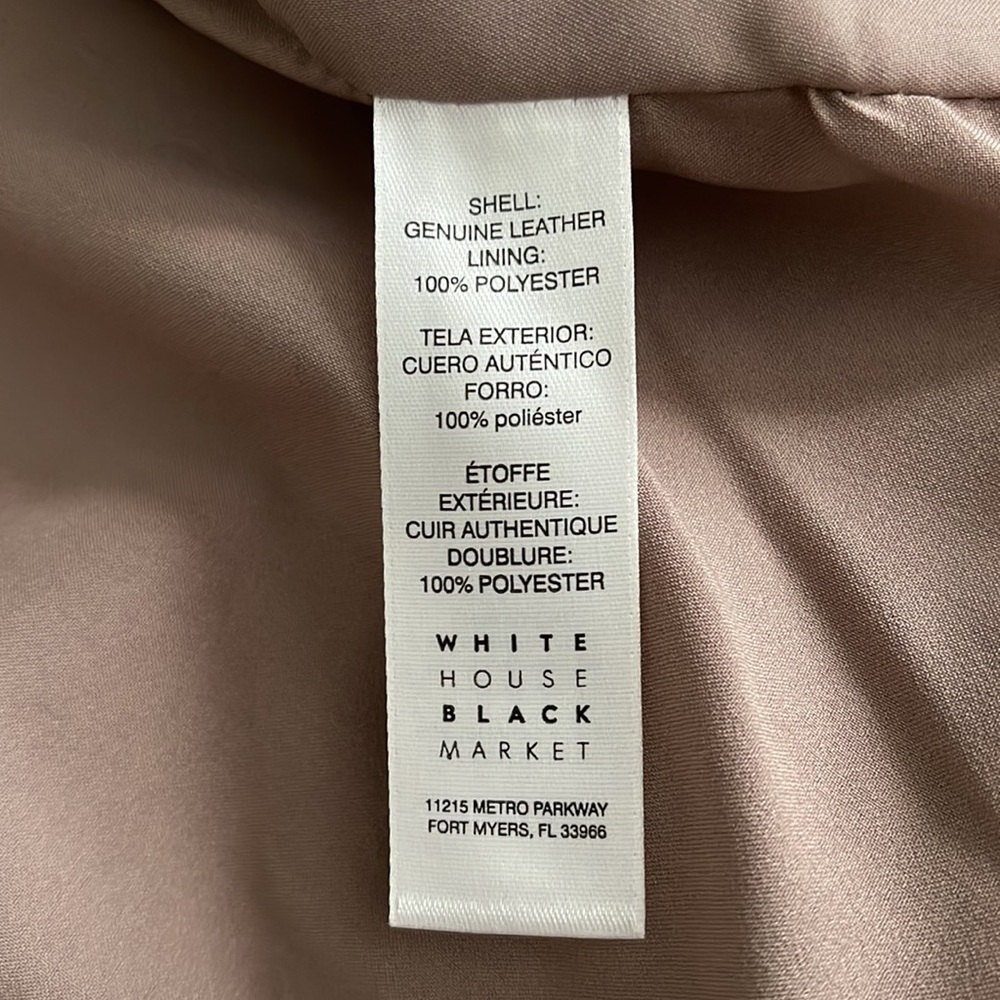 SHELL:
GENUINE LEATHER
LINING:
100% POLYESTER
TELA EXTERIOR:
CUERO AUTÉNTICO
FORRO:
100% poliéster
ÉTOFFE
EXTÉRIEURE:
CUIR AUTHENTIQUE
DOUBLURE:
100% POLYESTER
WHITE
HOUSE
BLACK
MARKET
11215 METRO PARKWAY
FORT MYERS, FL 33966